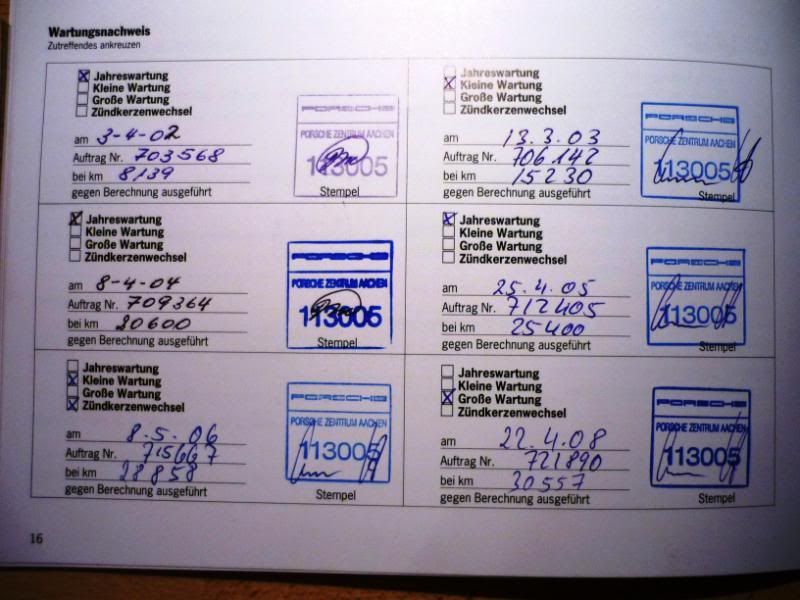 Wartungsnachweis
Zutreffendes ankreuzen
Jahreswartung
Kleine Wartung
Große Wartung
Zündkerzenwechsel
am 3-4-02
Auftrag Nr. 703568
bei km 8139
gegen Berechnung ausgeführt
PORSCHE
PORSCHE ZENTRUM AACHEN
113005
Stempel
Jahreswartung
Kleine Wartung
Große Wartung
Zündkerzenwechsel
am 13.3.03
Auftrag Nr. 706142
bei km 15230
gegen Berechnung ausgeführt
PORSCHE
PORSCHE ZENTRUM AACHEN
113005
Stempel
Jahreswartung
Kleine Wartung
Große Wartung
Zündkerzenwechsel
am 8-4-04
Auftrag Nr. 709364
bei km 20600
gegen Berechnung ausgeführt
PORSCHE
PORSCHE ZENTRUM AACHEN
113005
Stempel
Jahreswartung
Kleine Wartung
Große Wartung
Zündkerzenwechsel
am 25.4.05
Auftrag Nr. 712405
bei km 25400
gegen Berechnung ausgeführt
PORSCHE
PORSCHE ZENTRUM AACHEN
113005
Stempel
Jahreswartung
Kleine Wartung
Große Wartung
Zündkerzenwechsel
am 8.5.06
Auftrag Nr. 715667
bei km 28858
gegen Berechnung ausgeführt
PORSCHE
PORSCHE ZENTRUM AACHEN
113005
Stempel
Jahreswartung
Kleine Wartung
Große Wartung
Zündkerzenwechsel
am 22.4.08
Auftrag Nr. 721890
bei km 30557
gegen Berechnung ausgeführt
PORSCHE
PORSCHE ZENTRUM AACHEN
113005
Stempel
16